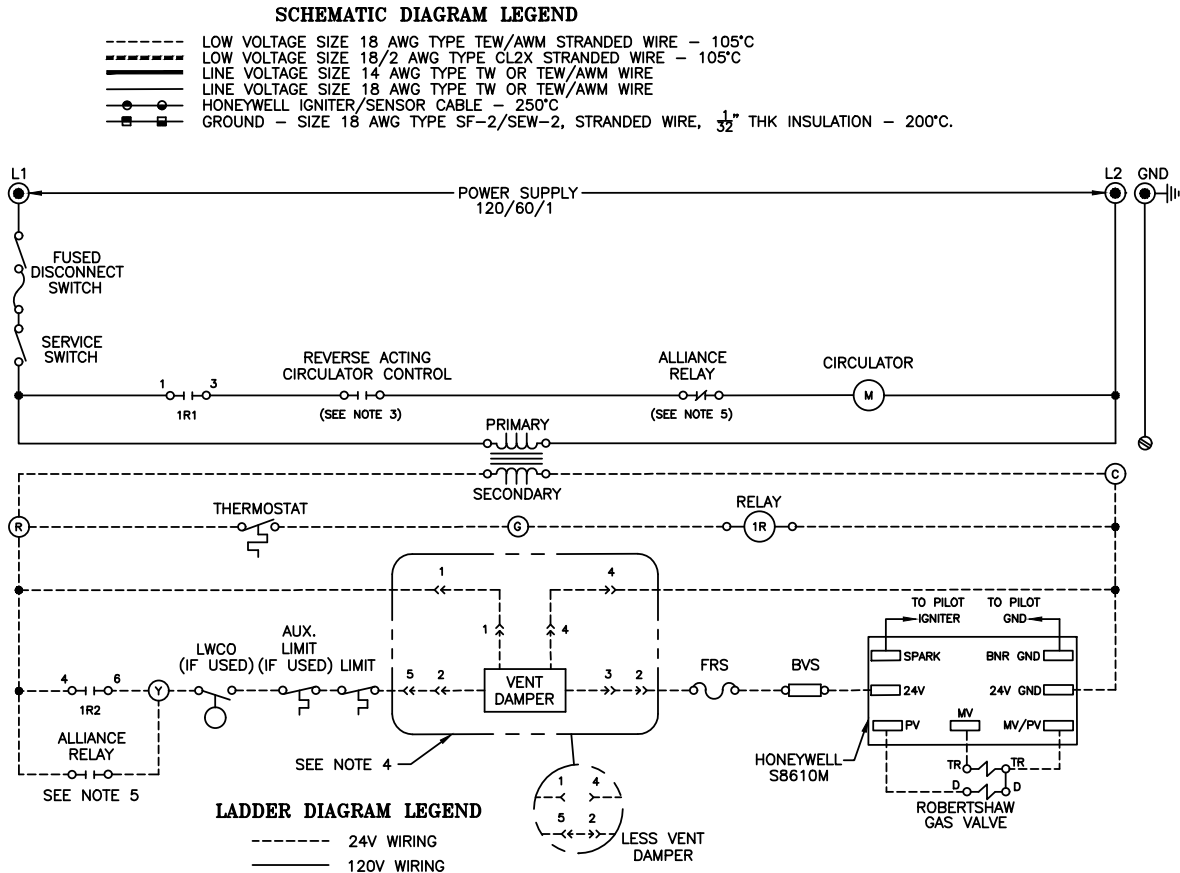 SCHEMATIC DIAGRAM LEGEND
LOW VOLTAGE SIZE 18 AWG TYPE TEW/AWM STRANDED WIRE – 105°C
LOW VOLTAGE SIZE 18/2 AWG TYPE CL2X STRANDED WIRE – 105°C
LINE VOLTAGE SIZE 14 AWG TYPE TW OR TEW/AWM WIRE
LINE VOLTAGE SIZE 18 AWG TYPE TW OR TEW/AWM WIRE
HONEYWELL IGNITER/SENSOR CABLE – 250°C
GROUND – SIZE 18 AWG TYPE SF–2/SEW–2, STRANDED WIRE, 1/32" THK INSULATION – 200°C.
L1
L2 GND
POWER SUPPLY
120/60/1
FUSED
DISCONNECT
SWITCH
SERVICE
SWITCH
1 3
1R1
REVERSE ACTING
CIRCULATOR CONTROL
(SEE NOTE 3)
ALLIANCE
RELAY
(SEE NOTE 5)
CIRCULATOR
M
PRIMARY
SECONDARY
C
THERMOSTAT
RELAY
R
G
1R
1
4
1
4
TO PILOT
IGNITER
TO PILOT
GND
LWCO
(IF USED)
AUX.
LIMIT
(IF USED)
LIMIT
4 6
1R2
Y
5 2
VENT
DAMPER
3 2
FRS
BVS
SPARK
BNR GND
24V
24V GND
PV
MV
MV/PV
ALLIANCE
RELAY
SEE NOTE 5
SEE NOTE 4
HONEYWELL
S8610M
TR
TR
D
D
ROBERTSHAW
GAS VALVE
1 4
5 2
LESS VENT
DAMPER
LADDER DIAGRAM LEGEND
24V WIRING
120V WIRING